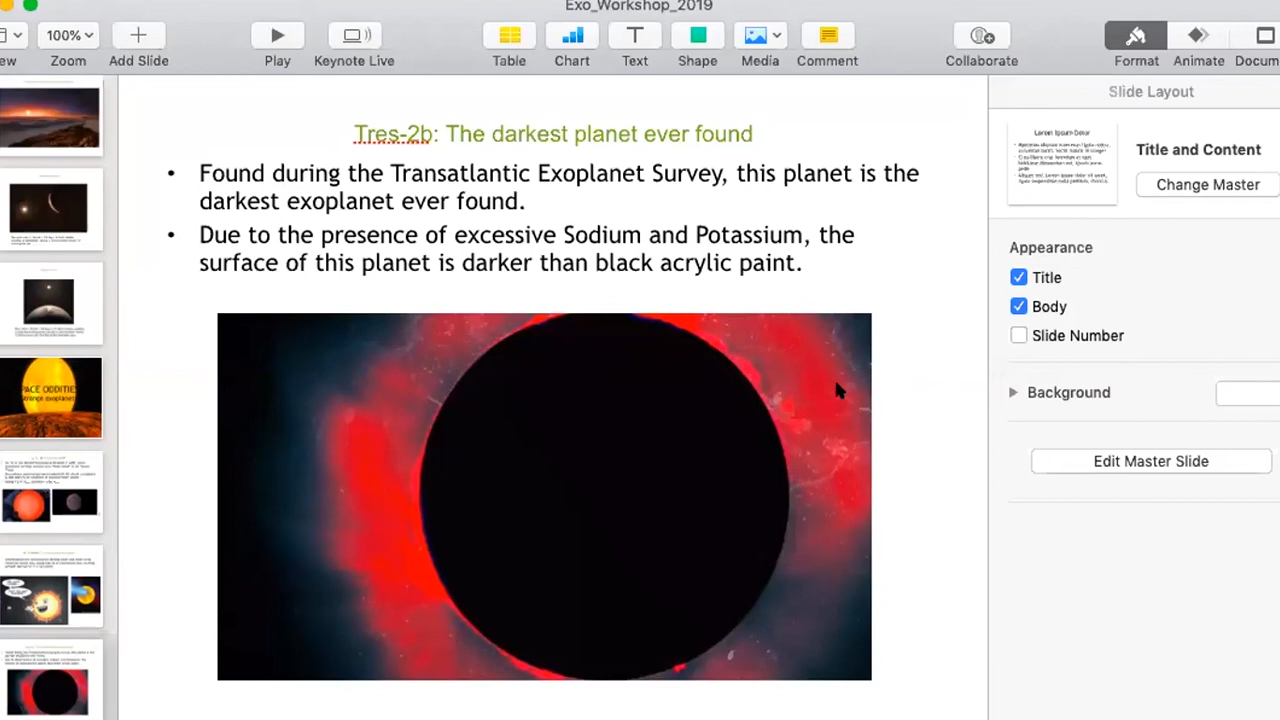 Exo_Workshop_2019
100%
Zoom
Add Slide
Play
Keynote Live
Table
Chart
Text
Shape
Media
Comment
Collaborate
Format
Animate
Slide Layout
Tres-2b: The darkest planet ever found
• Found during the Transatlantic Exoplanet Survey, this planet is the
darkest exoplanet ever found.
• Due to the presence of excessive Sodium and Potassium, the
surface of this planet is darker than black acrylic paint.
Lorem Ipsum Dolor
Title and Content
Change Master
Appearance
Title
Body
Slide Number
Background
Edit Master Slide